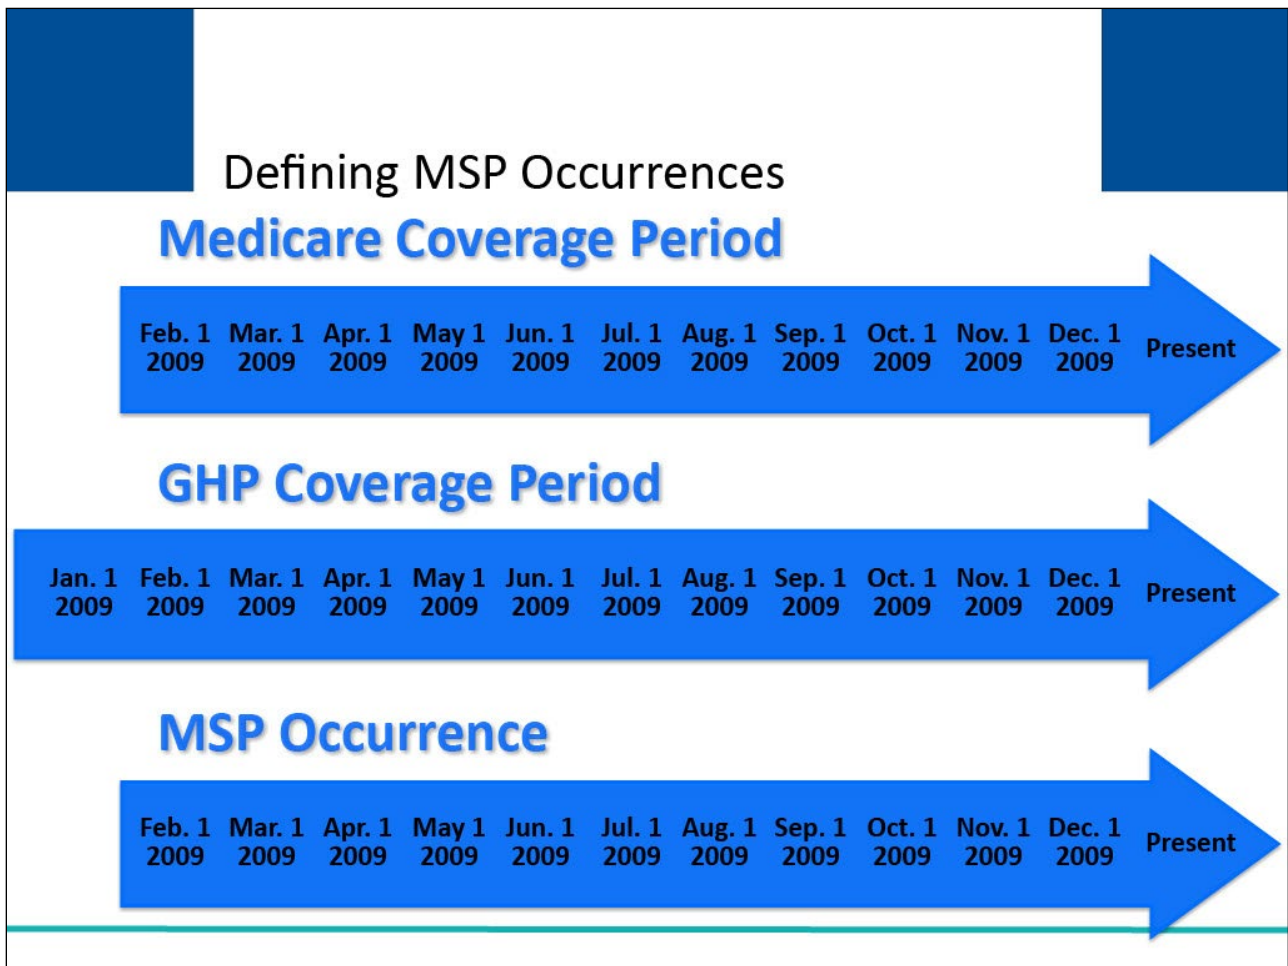 Defining MSP Occurrences
Medicare Coverage Period
Feb. 1 Mar. 1 Apr. 1 May 1 Jun. 1 Jul. 1 Aug. 1 Sep. 1 Oct. 1 Nov. 1 Dec. 1 Present
2009 2009 2009 2009 2009 2009 2009 2009 2009 2009 2009
GHP Coverage Period
Jan. 1 Feb. 1 Mar. 1 Apr. 1 May 1 Jun. 1 Jul. 1 Aug. 1 Sep. 1 Oct. 1 Nov. 1 Dec. 1 Present
2009 2009 2009 2009 2009 2009 2009 2009 2009 2009 2009 2009
MSP Occurrence
Feb. 1 Mar. 1 Apr. 1 May 1 Jun. 1 Jul. 1 Aug. 1 Sep. 1 Oct. 1 Nov. 1 Dec. 1 Present
2009 2009 2009 2009 2009 2009 2009 2009 2009 2009 2009